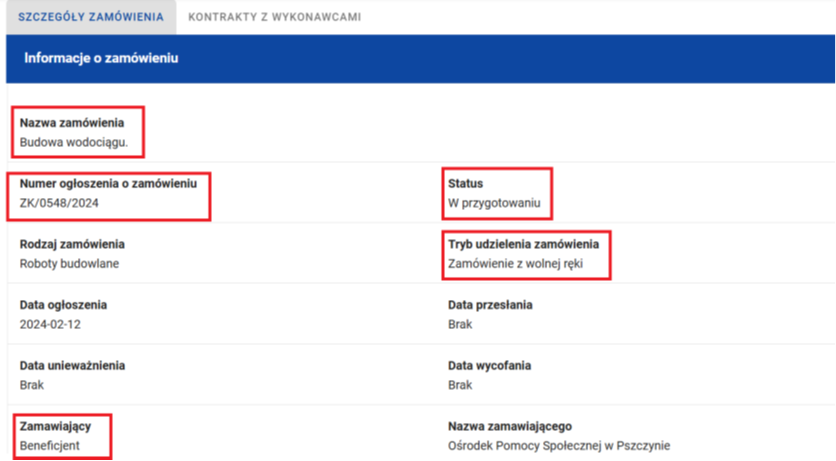 SZCZEGÓŁY ZAMÓWIENIA KONTRAKTY Z WYKONAWCAMI
Informacje o zamówieniu
Nazwa zamówienia
Budowa wodociągu.
Numer ogłoszenia o zamówieniu Status
ZK/0548/2024 W przygotowaniu
Rodzaj zamówienia Tryb udzielenia zamówienia
Roboty budowlane Zamówienie z wolnej ręki
Data ogłoszenia Data przesłania
2024-02-12 Brak
Data unieważnienia Data wycofania
Brak Brak
Zamawiający Nazwa zamawiającego
Beneficjent Ośrodek Pomocy Społecznej w Pszczynie